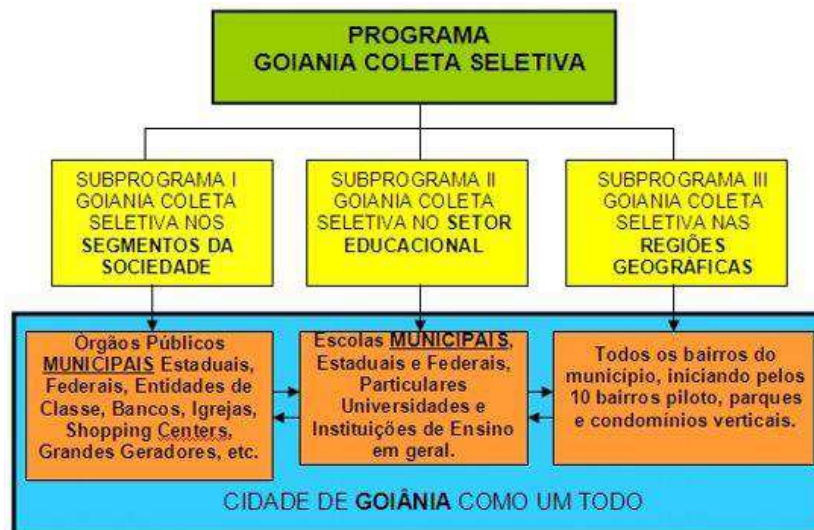 PROGRAMA
GOIANIA COLETA SELETIVA
SUBPROGRAMA I
GOIANIA COLETA
SELETIVA NOS
SEGMENTOS DA
SOCIEDADE
SUBPROGRAMA II
GOIANIA COLETA
SELETIVA NO SETOR
EDUCACIONAL
SUBPROGRAMA III
GOIANIA COLETA
SELETIVA NAS
REGIÕES
GEOGRÁFICAS
Órgãos Públicos
MUNICIPAIS Estaduais,
Federais, Entidades de
Classe, Bancos, Igrejas,
Shopping Centers,
Grandes Geradores, etc.
Escolas MUNICIPAIS,
Estaduais e Federais,
Particulares
Universidades e
Instituições de Ensino
em geral.
Todos os bairros do
município, iniciando pelos
10 bairros piloto, parques
e condomínios verticais.
CIDADE DE GOIÂNIA COMO UM TODO